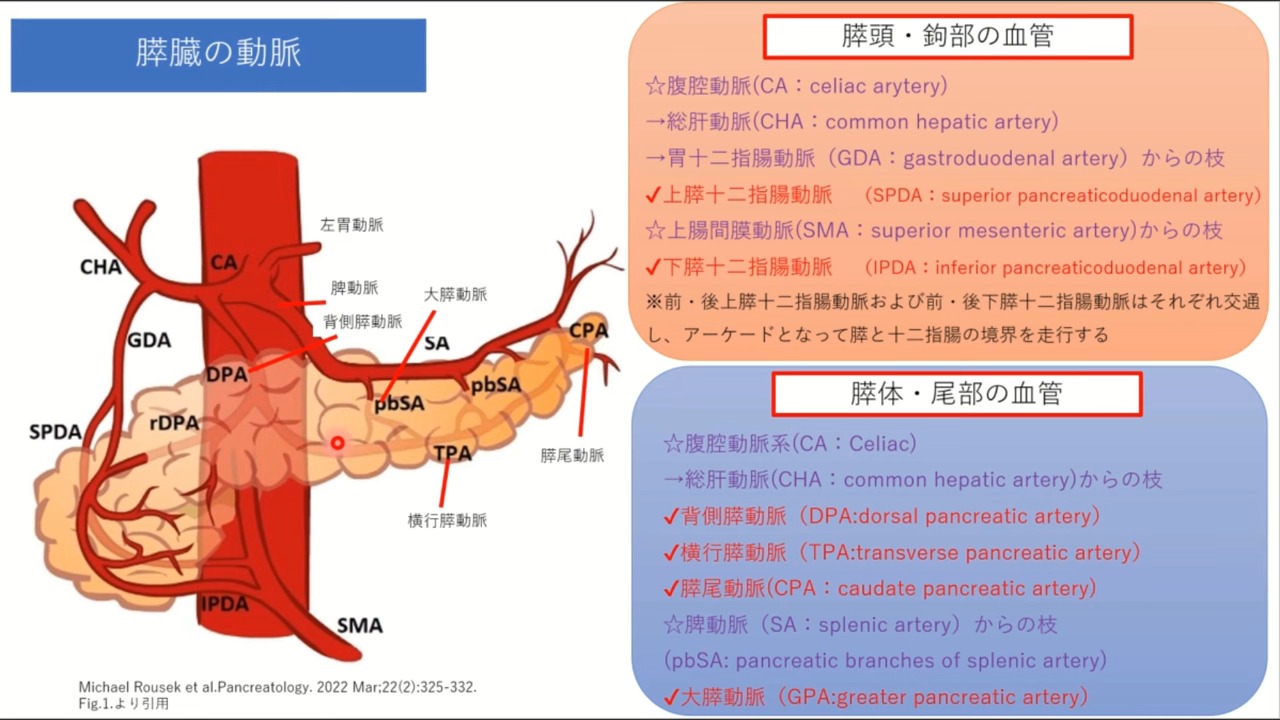 膵臓の動脈
CHA
CA
左胃動脈
脾動脈
大膵動脈
背側膵動脈
GDA
SA
CPA
DPA
pbSA
pbSA
rDPA
SPDA
TPA
膵尾動脈
横行膵動脈
IPDA
SMA
Michael Rousek et al.Pancreatology. 2022 Mar;22(2):325-332.
Fig.1.より引用
膵頭・鉤部の血管
☆腹腔動脈(CA：celiac arytery)
→総肝動脈(CHA：common hepatic artery)
→胃十二指腸動脈（GDA：gastroduodenal artery）からの枝
✓上膵十二指腸動脈　（SPDA：superior pancreaticoduodenal artery)
☆上腸間膜動脈(SMA：superior mesenteric artery)からの枝
✓下膵十二指腸動脈　（IPDA：inferior pancreaticoduodenal artery)
※前・後上膵十二指腸動脈および前・後下膵十二指腸動脈はそれぞれ交通
し、アーケードとなって膵と十二指腸の境界を走行する
膵体・尾部の血管
☆腹腔動脈系(CA：Celiac)
→総肝動脈(CHA：common hepatic artery)からの枝
✓背側膵動脈（DPA:dorsal pancreatic artery）
✓横行膵動脈（TPA:transverse pancreatic artery）
✓膵尾動脈(CPA：caudate pancreatic artery)
☆脾動脈（SA：splenic artery）からの枝
(pbSA: pancreatic branches of splenic artery)
✓大膵動脈（GPA:greater pancreatic artery）